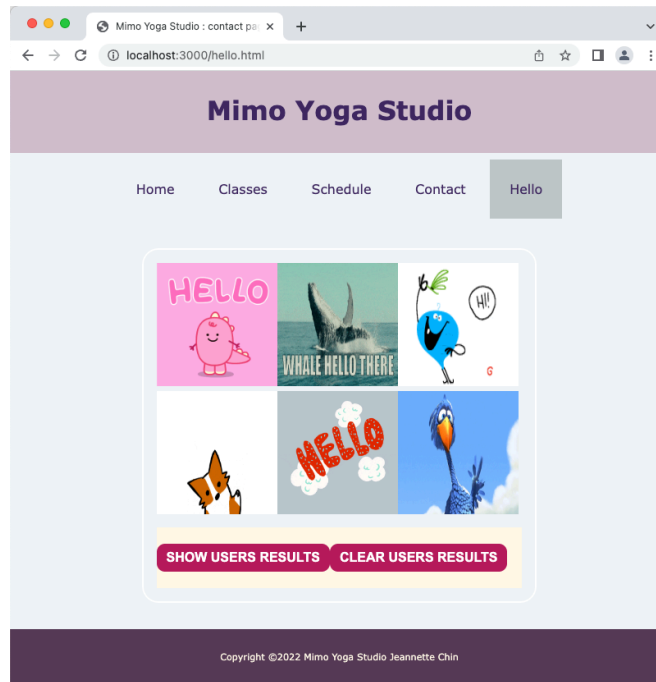 Mimo Yoga Studio : contact pa
localhost:3000/hello.html
Mimo Yoga Studio
Home Classes Schedule Contact Hello
HELLO
WHALE HELLO THERE
HI!!
G
HELLO
SHOW USERS RESULTS CLEAR USERS RESULTS
Copyright ©2022 Mimo Yoga Studio Jeannette Chin